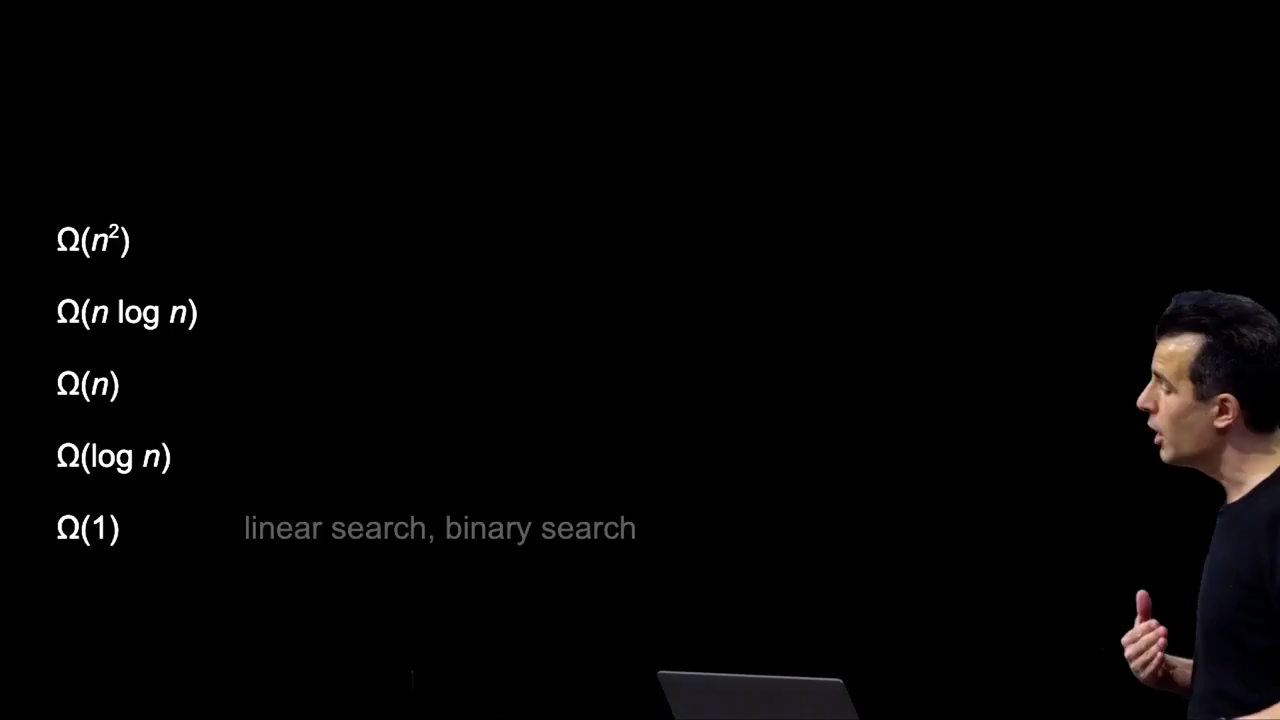 Ω(n²)
Ω(n log n)
Ω(n)
Ω(log n)
Ω(1) linear search, binary search